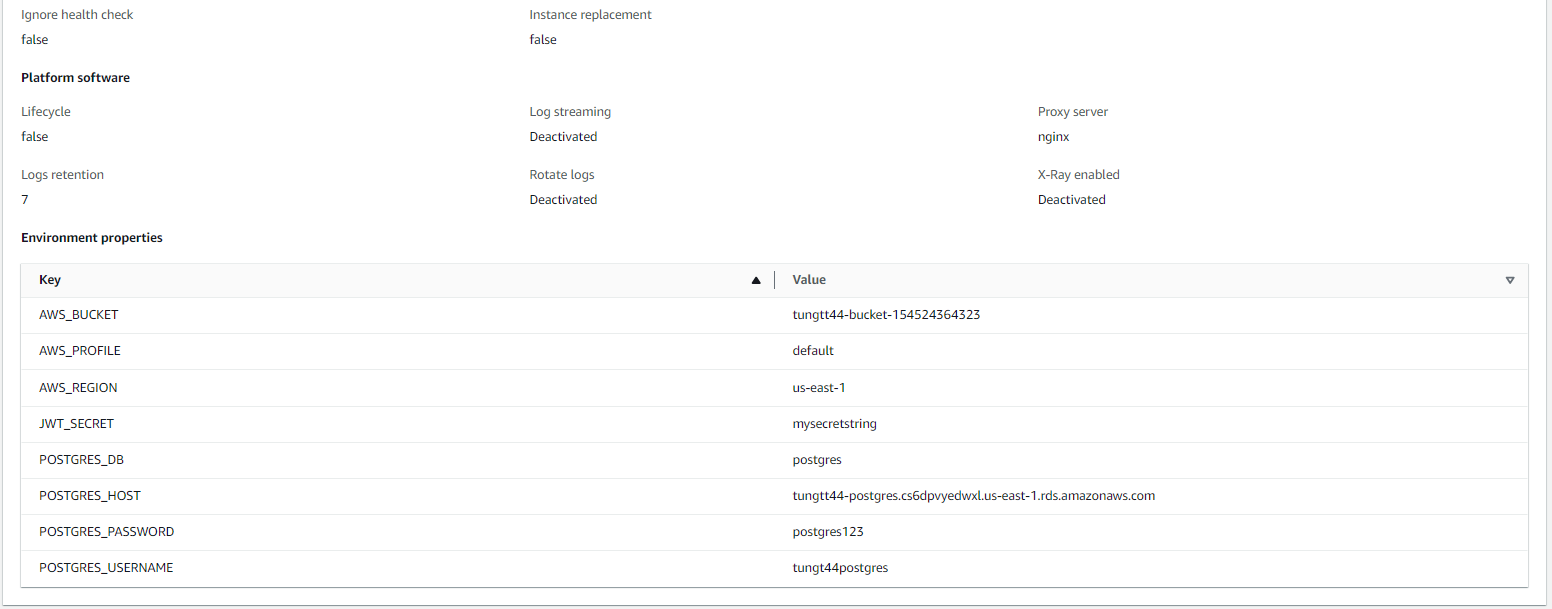 Ignore health check Instance replacement
false false
Platform software
Lifecycle Log streaming Proxy server
false Deactivated nginx
Logs retention Rotate logs X-Ray enabled
7 Deactivated Deactivated
Environment properties
Key Value
AWS_BUCKET tungtt44-bucket-154524364323
AWS_PROFILE default
AWS_REGION us-east-1
JWT_SECRET mysecretstring
POSTGRES_DB postgres
POSTGRES_HOST tungtt44-postgres.cs6dpvyedwxl.us-east-1.rds.amazonaws.com
POSTGRES_PASSWORD postgres123
POSTGRES_USERNAME tungt44postgres